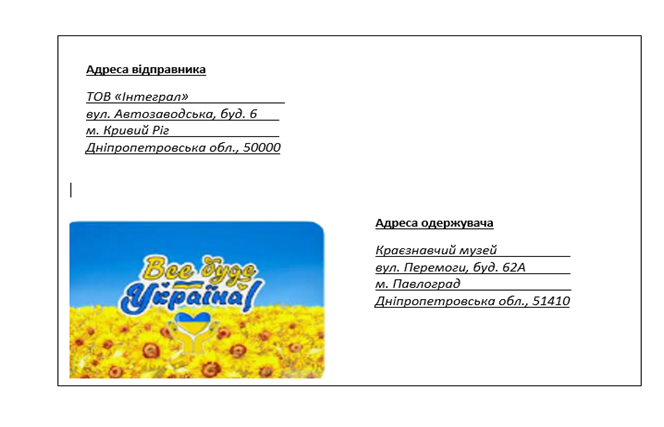 Адреса відправника
ТОВ «Інтеграл»
вул. Автозаводська, буд. 6
м. Кривий Ріг
Дніпропетровська обл., 50000
Адреса одержувача
Краєзнавчий музей
вул. Перемоги, буд. 62А
м. Павлоград
Дніпропетровська обл., 51410
Все буде
Україна!